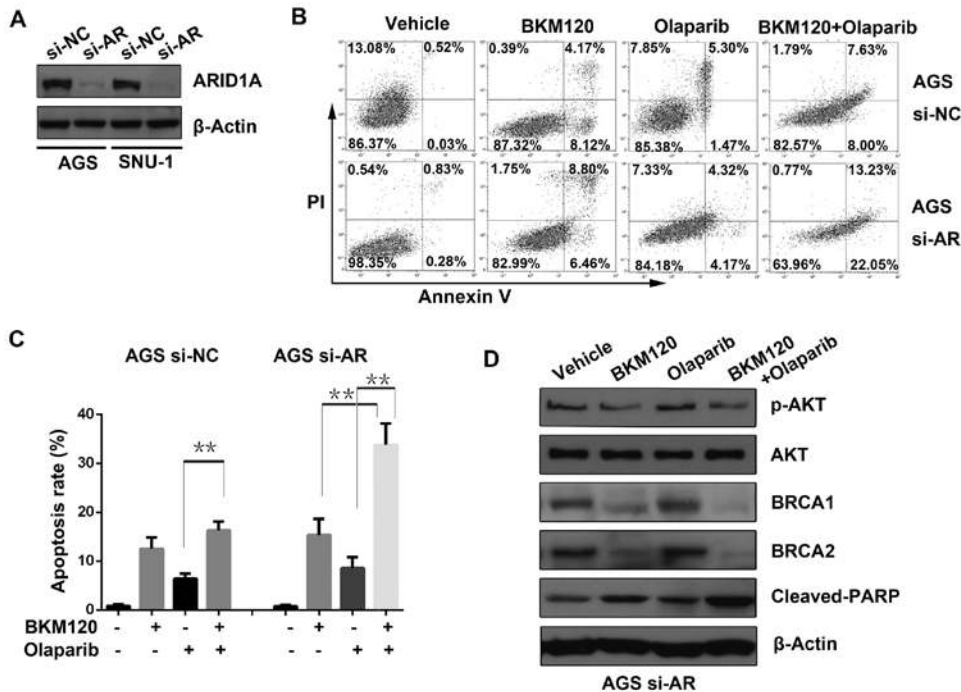 A
si-NC si-AR si-NC si-AR
ARID1A
β-Actin
AGS SNU-1
B
Vehicle BKM120 Olaparib BKM120+Olaparib
13.08% 0.52% 0.39% 4.17% 7.85% 5.30% 1.79% 7.63%
AGS
si-NC
86.37% 0.03% 87.32% 8.12% 85.38% 1.47% 82.57% 8.00%
0.54% 0.83% 1.75% 8.80% 7.33% 4.32% 0.77% 13.23%
PI
AGS
si-AR
98.35% 0.28% 82.99% 6.46% 84.18% 4.17% 63.96% 22.05%
Annexin V
C
AGS si-NC AGS si-AR
Apoptosis rate (%)
40
30
20
10
0
** ** **
BKM120 - + - + - + - +
Olaparib - - + + - - + +
D
Vehicle BKM120 Olaparib BKM120
+Olaparib
p-AKT
AKT
BRCA1
BRCA2
Cleaved-PARP
β-Actin
AGS si-AR